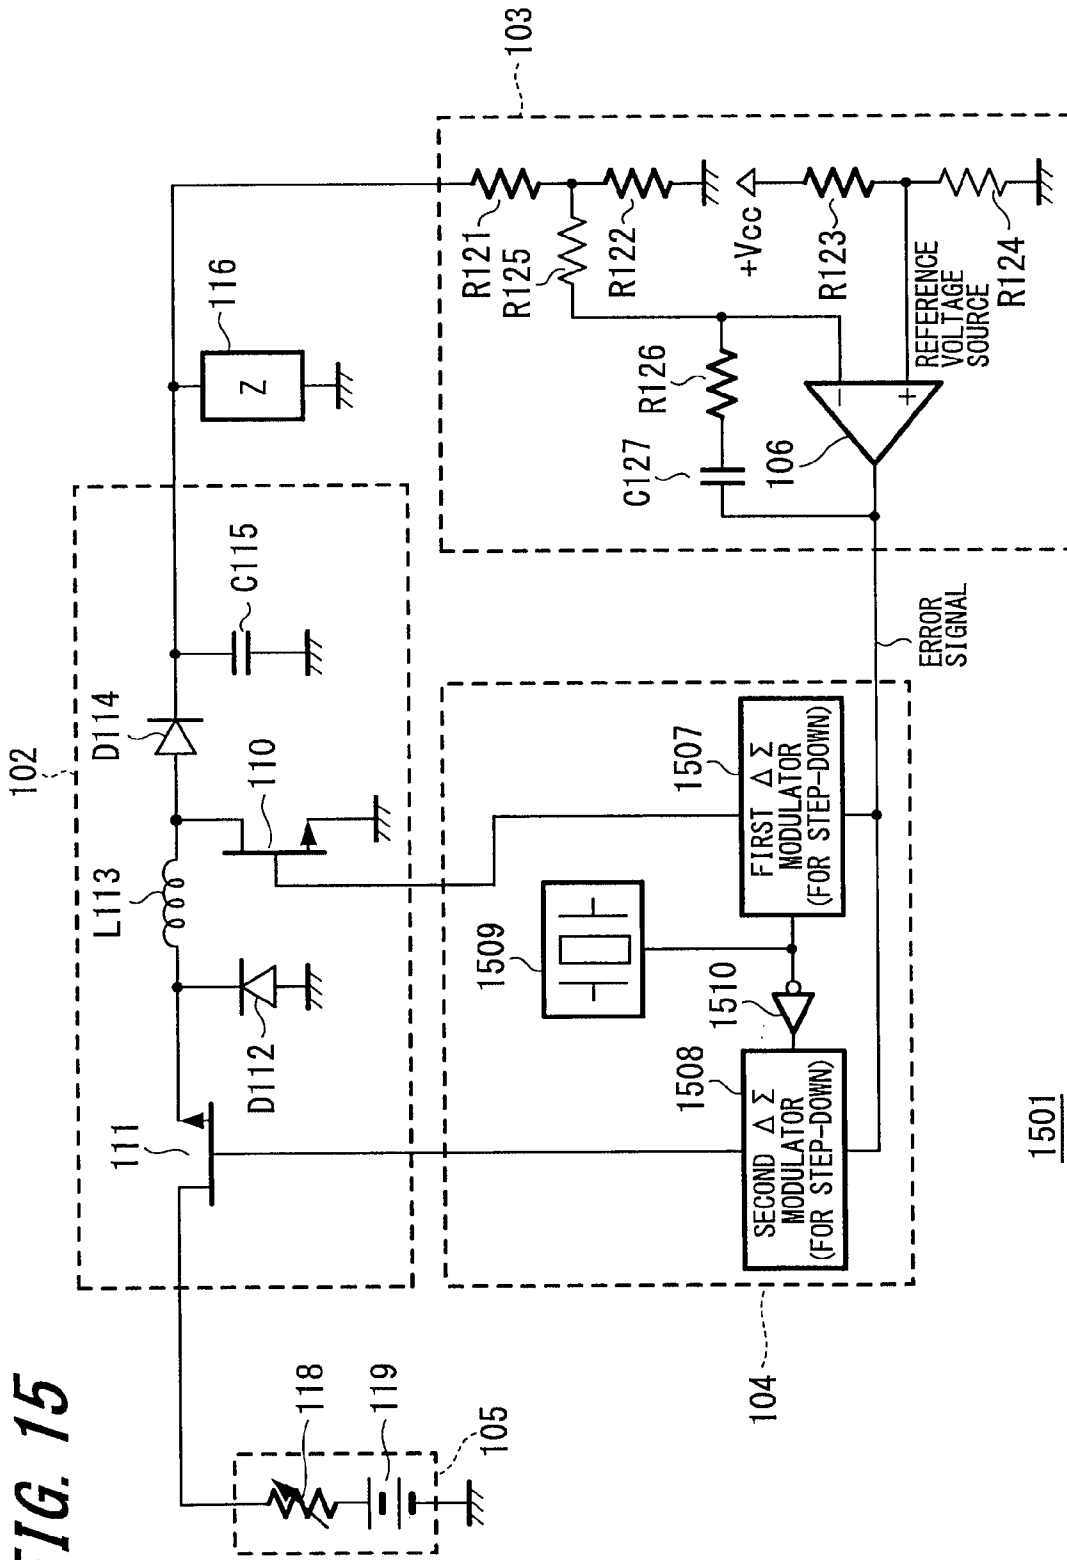 FIG. 15
102
L113
D114
111
110
C115
116
Z
D112
118
119
105
103
R121
R125
R122
+Vcc
R123
R124
REFERENCE
VOLTAGE
SOURCE
R126
C127
106
−
+
1509
1507
FIRST ΔΣ
MODULATOR
(FOR STEP-DOWN)
1510
1508
SECOND ΔΣ
MODULATOR
(FOR STEP-DOWN)
104
ERROR
SIGNAL
1501